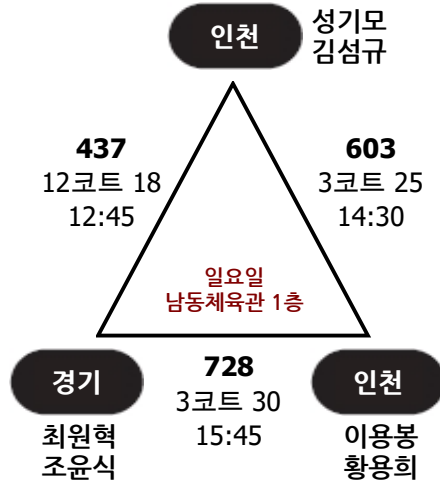 인천
성기모
김섬규
437
12코트 18
12:45
603
3코트 25
14:30
일요일
남동체육관 1층
경기
최원혁
조윤식
728
3코트 30
15:45
인천
이용봉
황용희